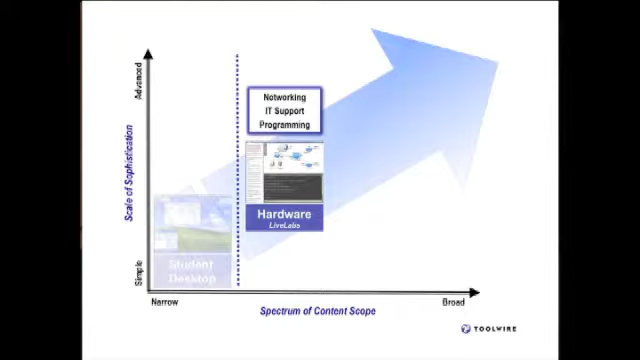 Advanced
Scale of Sophistication
Simple
Networking
IT Support
Programming
Hardware
LiveLabs
Student
Desktop
Narrow
Broad
Spectrum of Content Scope
TOOLWIRE